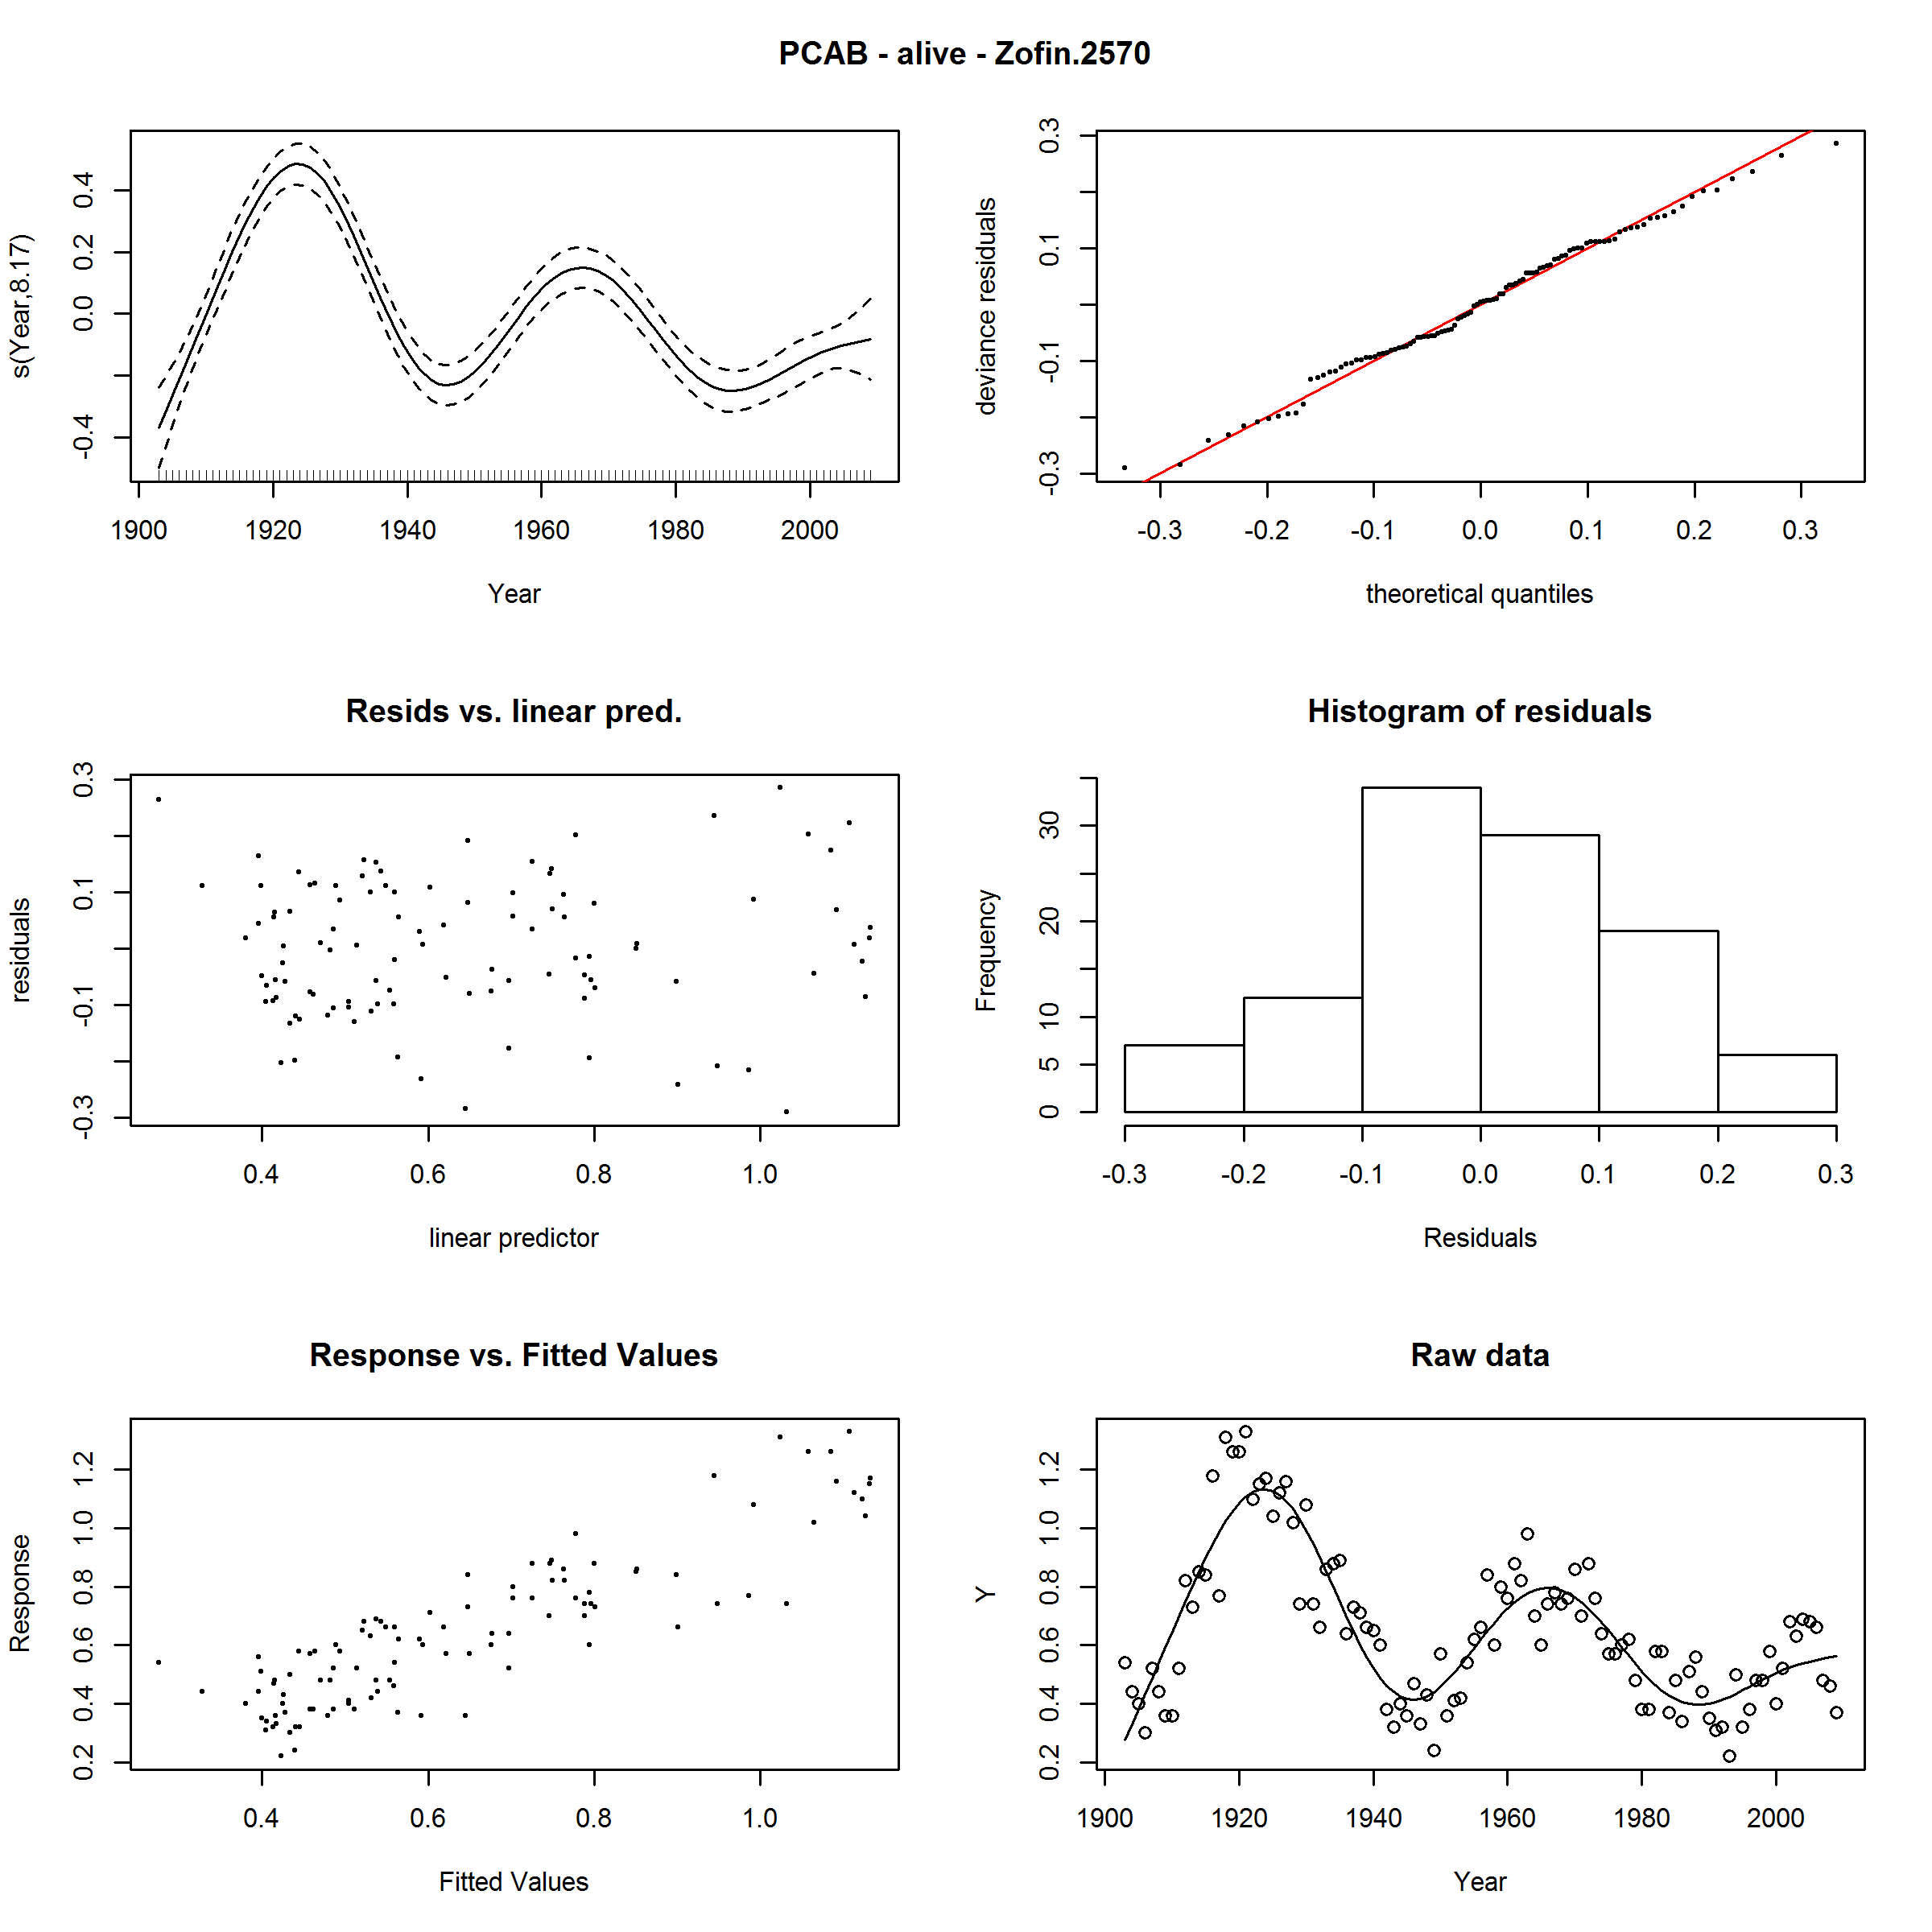 PCAB - alive - Zofin.2570
s(Year,8.17)
-0.4 0.0 0.2 0.4
1900 1920 1940 1960 1980 2000
Year
deviance residuals
-0.3 -0.1 0.1 0.3
-0.3 -0.2 -0.1 0.0 0.1 0.2 0.3
theoretical quantiles
Resids vs. linear pred.
residuals
-0.3 -0.1 0.1 0.3
0.4 0.6 0.8 1.0
linear predictor
Histogram of residuals
Frequency
0 5 10 20 30
-0.3 -0.2 -0.1 0.0 0.1 0.2 0.3
Residuals
Response vs. Fitted Values
Response
0.2 0.4 0.6 0.8 1.0 1.2
0.4 0.6 0.8 1.0
Fitted Values
Raw data
Y
0.2 0.4 0.6 0.8 1.0 1.2
1900 1920 1940 1960 1980 2000
Year